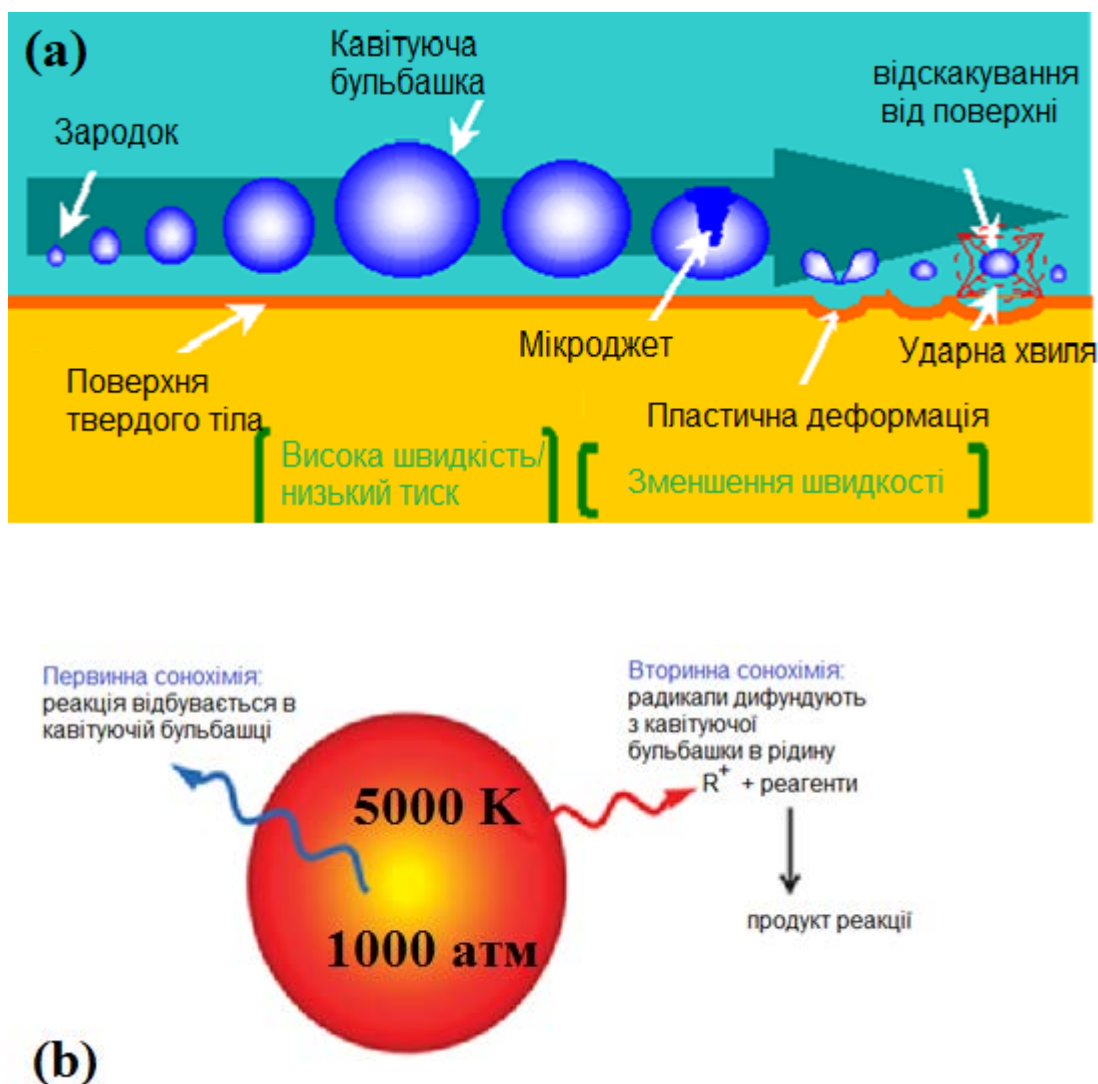 (a)
Кавітуюча
бульбашка
відскакування
від поверхні
Зародок
Мікроджет
Ударна хвиля
Поверхня
твердого тіла
Пластична деформація
Висока швидкість/
низький тиск
Зменшення швидкості
Первинна сонохімія:
реакція відбувається в
кавітуючій бульбашці
Вторинна сонохімія:
радикали дифундують
з кавітуючої
бульбашки в рідину
R⁺ + реагенти
5000 K
1000 атм
продукт реакції
(b)